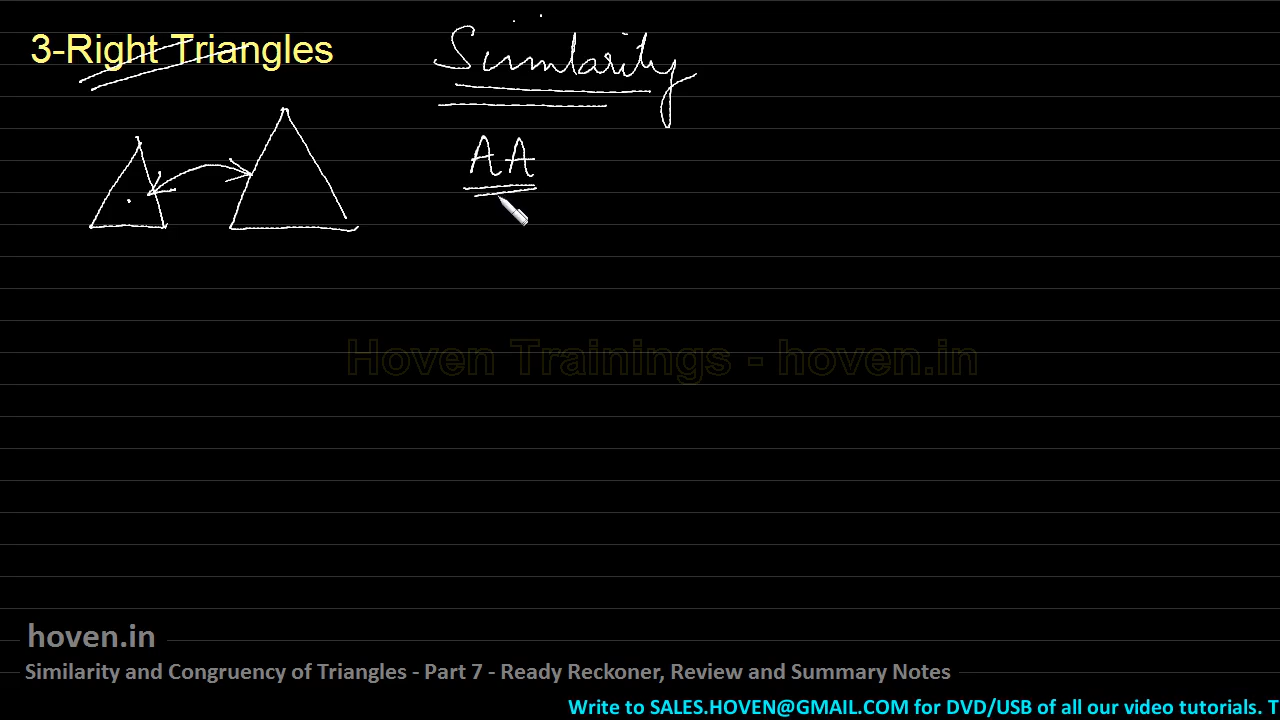 3-Right Triangles
Similarity
AA
Hoven Trainings - hoven.in
hoven.in
Similarity and Congruency of Triangles - Part 7 - Ready Reckoner, Review and Summary Notes
Write to SALES.HOVEN@GMAIL.COM for DVD/USB of all our video tutorials. T